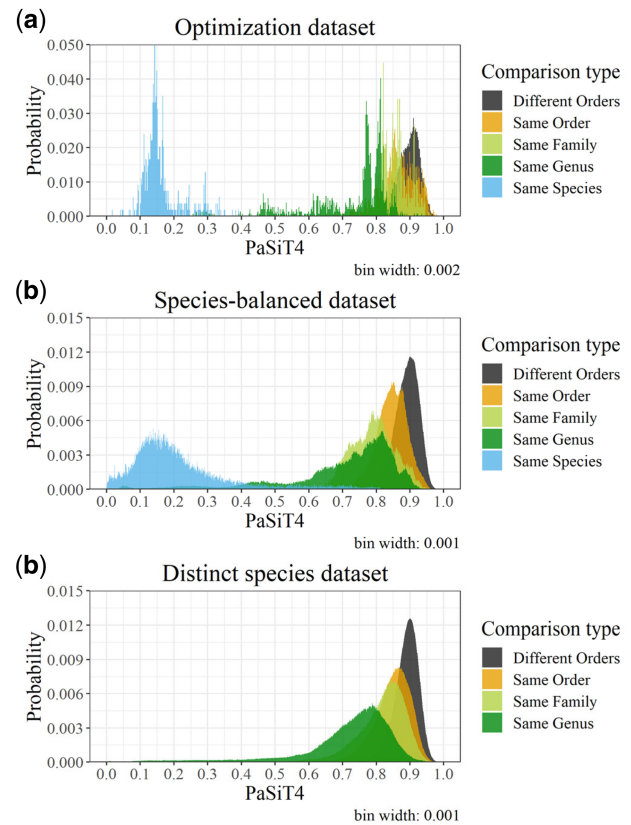 (a)
Optimization dataset
0.050
0.040
0.030
0.020
0.010
0.000
Probability
0.0 0.1 0.2 0.3 0.4 0.5 0.6 0.7 0.8 0.9 1.0
PaSiT4
bin width: 0.002
Comparison type
Different Orders
Same Order
Same Family
Same Genus
Same Species
(b)
Species-balanced dataset
0.015
0.012
0.009
0.006
0.003
0.000
Probability
0.0 0.1 0.2 0.3 0.4 0.5 0.6 0.7 0.8 0.9 1.0
PaSiT4
bin width: 0.001
Comparison type
Different Orders
Same Order
Same Family
Same Genus
Same Species
(b)
Distinct species dataset
0.015
0.012
0.009
0.006
0.003
0.000
Probability
0.0 0.1 0.2 0.3 0.4 0.5 0.6 0.7 0.8 0.9 1.0
PaSiT4
bin width: 0.001
Comparison type
Different Orders
Same Order
Same Family
Same Genus